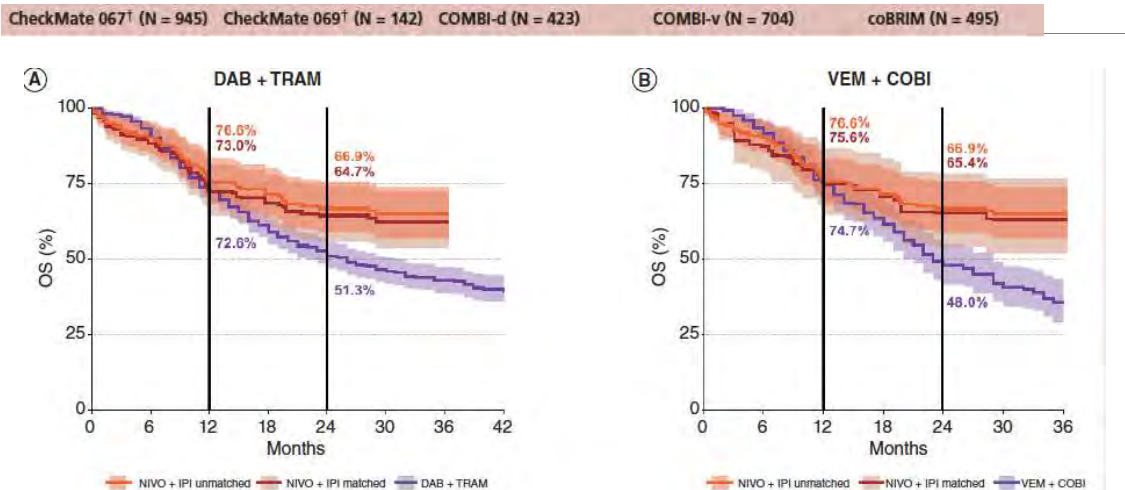 CheckMate 067† (N = 945) CheckMate 069† (N = 142) COMBI-d (N = 423) COMBI-v (N = 704) coBRIM (N = 495)
A DAB + TRAM
100
75
50
25
0
OS (%)
76.6%
73.0%
72.6%
66.9%
64.7%
51.3%
0 6 12 18 24 30 36 42
Months
NIVO + IPI unmatched NIVO + IPI matched DAB + TRAM
B VEM + COBI
100
75
50
25
0
OS (%)
76.6%
75.6%
74.7%
66.9%
65.4%
48.0%
0 6 12 18 24 30 36
Months
NIVO + IPI unmatched NIVO + IPI matched VEM + COBI